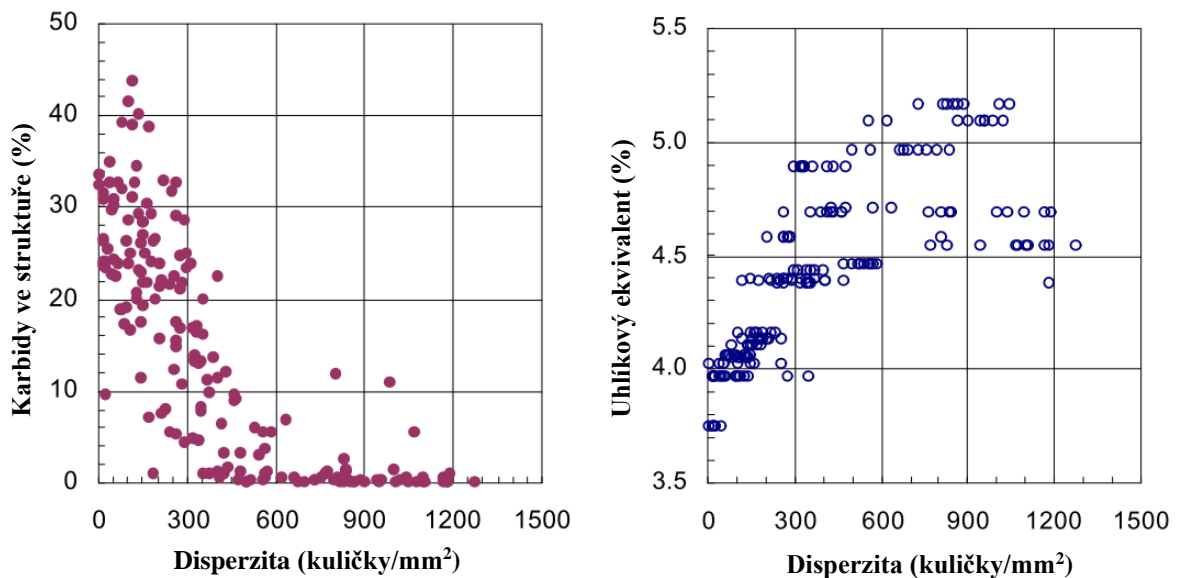 50
40
30
20
10
0
Karbidy ve struktuře (%)
0 300 600 900 1200 1500
Disperzita (kuličky/mm²)
5.5
5.0
4.5
4.0
3.5
Uhlíkový ekvivalent (%)
0 300 600 900 1200 1500
Disperzita (kuličky/mm²)